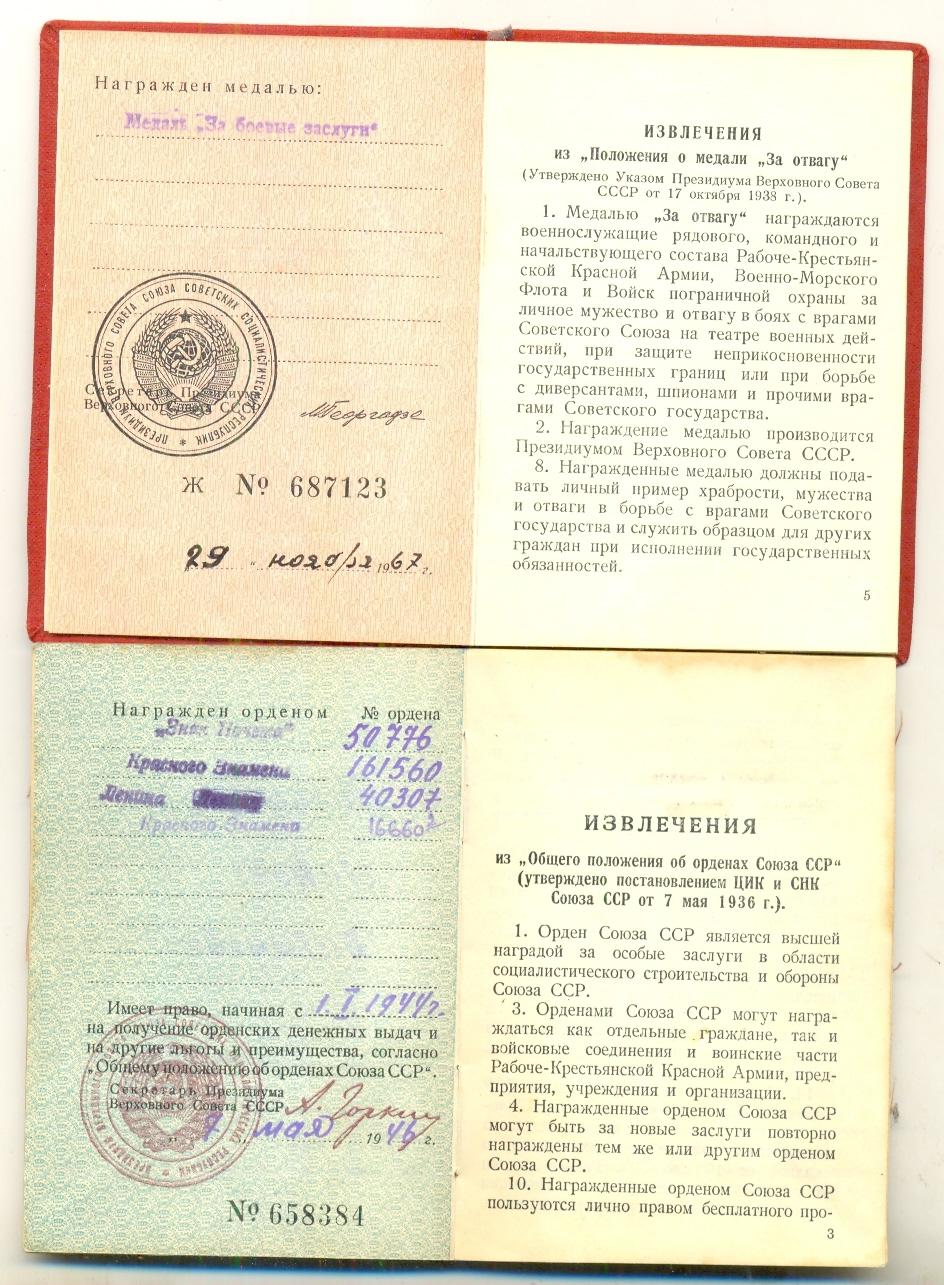 Награжден медалью:
Медаль „За боевые заслуги"
ПРЕЗИДИУМ ВЕРХОВНОГО СОВЕТА СОЮЗА СОВЕТСКИХ СОЦИАЛИСТИЧЕСКИХ РЕСПУБЛИК
Секретарь Президиума
Верховного Совета СССР
М Георгадзе
Ж № 687123
„29" ноября 1967 г.
ИЗВЛЕЧЕНИЯ
из „Положения о медали „За отвагу"
(Утверждено Указом Президиума Верховного Совета
СССР от 17 октября 1938 г.).
1. Медалью „За отвагу" награждаются
военнослужащие рядового, командного и
начальствующего состава Рабоче-Крестьян-
ской Красной Армии, Военно-Морского
Флота и Войск пограничной охраны за
личное мужество и отвагу в боях с врагами
Советского Союза на театре военных дей-
ствий, при защите неприкосновенности
государственных границ или при борьбе
с диверсантами, шпионами и прочими вра-
гами Советского государства.
2. Награждение медалью производится
Президиумом Верховного Совета СССР.
8. Награжденные медалью должны пода-
вать личный пример храбрости, мужества
и отваги в борьбе с врагами Советского
государства и служить образцом для других
граждан при исполнении государственных
обязанностей.
5
Награжден орденом № ордена
„Знак Почета" 50776
Красного Знамени 161560
Ленина 40307
Красного Знамени 16660
Имеет право, начиная с 1.I 1944г.
на получение орденских денежных выдач и
на другие льготы и преимущества, согласно
„Общему положению об орденах Союза ССР".
Секретарь Президиума
Верховного Совета СССР А. Горкин
„7" мая 1946 г.
№ 658384
ИЗВЛЕЧЕНИЯ
из „Общего положения об орденах Союза ССР"
(утверждено постановлением ЦИК и СНК
Союза ССР от 7 мая 1936 г.).
1. Орден Союза ССР является высшей
наградой за особые заслуги в области
социалистического строительства и обороны
Союза ССР.
3. Орденами Союза ССР могут награ-
ждаться как отдельные граждане, так и
войсковые соединения и воинские части
Рабоче-Крестьянской Красной Армии, пред-
приятия, учреждения и организации.
4. Награжденные орденом Союза ССР
могут быть за новые заслуги повторно
награждены тем же или другим орденом
Союза ССР.
10. Награжденные орденом Союза ССР
пользуются лично правом бесплатного про-
3